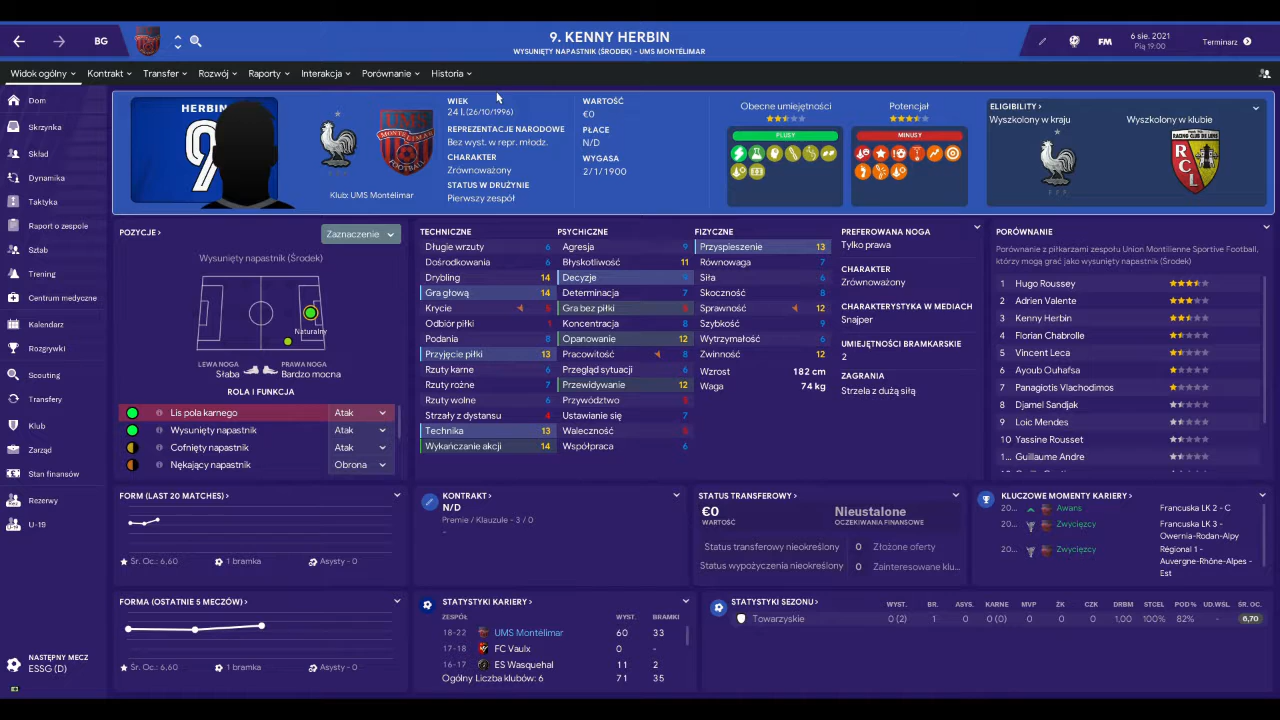 BG
9. KENNY HERBIN
WYSUNIĘTY NAPASTNIK (ŚRODEK) - UMS MONTÉLIMAR
FM
6 sie. 2021
Pią 19:00
Terminarz
Widok ogólny
Kontrakt
Transfer
Rozwój
Raporty
Interakcja
Porównanie
Historia
Dom
Skrzynka
Skład
Dynamika
Taktyka
Raport o zespole
Sztab
Trening
Centrum medyczne
Kalendarz
Rozgrywki
Scouting
Transfery
Klub
Zarząd
Stan finansów
Rezerwy
U-19
NASTĘPNY MECZ
ESSG (D)
HERBIN
9
Klub: UMS Montélimar
WIEK
24 l. (26/10/1996)
REPREZENTACJE NARODOWE
Bez wyst. w repr. młodz.
CHARAKTER
Zrównoważony
STATUS W DRUŻYNIE
Pierwszy zespół
WARTOŚĆ
€0
PŁACE
N/D
WYGASA
2/1/1900
Obecne umiejętności
PLUSY
Potencjał
MINUSY
ELIGIBILITY >
Wyszkolony w kraju
Wyszkolony w klubie
POZYCJE >
Zaznaczenie
Wysunięty napastnik (Środek)
Naturalny
LEWA NOGA
Słaba
PRAWA NOGA
Bardzo mocna
ROLA I FUNKCJA
Lis pola karnego Atak
Wysunięty napastnik Atak
Cofnięty napastnik Atak
Nękający napastnik Obrona
TECHNICZNE
Długie wrzuty 6
Dośrodkowania 6
Drybling 14
Gra głową 14
Krycie 5
Odbiór piłki 1
Podania 8
Przyjęcie piłki 13
Rzuty karne 6
Rzuty rożne 7
Rzuty wolne 6
Strzały z dystansu 4
Technika 13
Wykańczanie akcji 14
PSYCHICZNE
Agresja 9
Błyskotliwość 11
Decyzje 9
Determinacja 7
Gra bez piłki
Koncentracja 8
Opanowanie 12
Pracowitość 8
Przegląd sytuacji 6
Przewidywanie 12
Przywództwo
Ustawianie się 7
Waleczność
Współpraca 6
FIZYCZNE
Przyspieszenie 13
Równowaga 7
Siła 6
Skoczność 8
Sprawność 12
Szybkość 9
Wytrzymałość 6
Zwinność 12
Wzrost 182 cm
Waga 74 kg
PREFEROWANA NOGA
Tylko prawa
CHARAKTER
Zrównoważony
CHARAKTERYSTYKA W MEDIACH
Snajper
UMIEJĘTNOŚCI BRAMKARSKIE
2
ZAGRANIA
Strzela z dużą siłą
PORÓWNANIE
Porównanie z piłkarzami zespołu Union Montilienne Sportive Football,
którzy mogą grać jako wysunięty napastnik (Środek)
1 Hugo Roussey
2 Adrien Valente
3 Kenny Herbin
4 Florian Chabrolle
5 Vincent Leca
6 Ayoub Ouhafsa
7 Panagiotis Vlachodimos
8 Djamel Sandjak
9 Loic Mendes
10 Yassine Rousset
1... Guillaume Andre
FORM (LAST 20 MATCHES) >
Śr. Oc.: 6,60
1 bramka
Asysty - 0
KONTRAKT >
N/D
Premie / Klauzule - 3 / 0
-
STATUS TRANSFEROWY >
€0
WARTOŚĆ
Nieustalone
OCZEKIWANIA FINANSOWE
Status transferowy nieokreślony 0 Złożone oferty
Status wypożyczenia nieokreślony 0 Zainteresowane klu...
KLUCZOWE MOMENTY KARIERY >
20... Awans Francuska LK 2 - C
20... Zwycięzcy Francuska LK 3 -
Owernia-Rodan-Alpy
20... Zwycięzcy Régional 1 -
Auvergne-Rhône-Alpes -
Est
FORMA (OSTATNIE 5 MECZÓW) >
Śr. Oc.: 6,60
1 bramka
Asysty - 0
STATYSTYKI KARIERY >
ZESPÓŁ WYST. BRAMKI
18-22 UMS Montélimar 60 33
17-18 FC Vaulx 0 -
16-17 ES Wasquehal 11 2
Ogólny Liczba klubów: 6 71 35
STATYSTYKI SEZONU >
WYST. BR. ASYS. KARNE MVP ŻK CZK DRBM STCEL POD % UD.WŚL. ŚR. OC.
Towarzyskie 0 (2) 1 0 0 (0) 0 0 0 1,00 100% 82% - 6,70